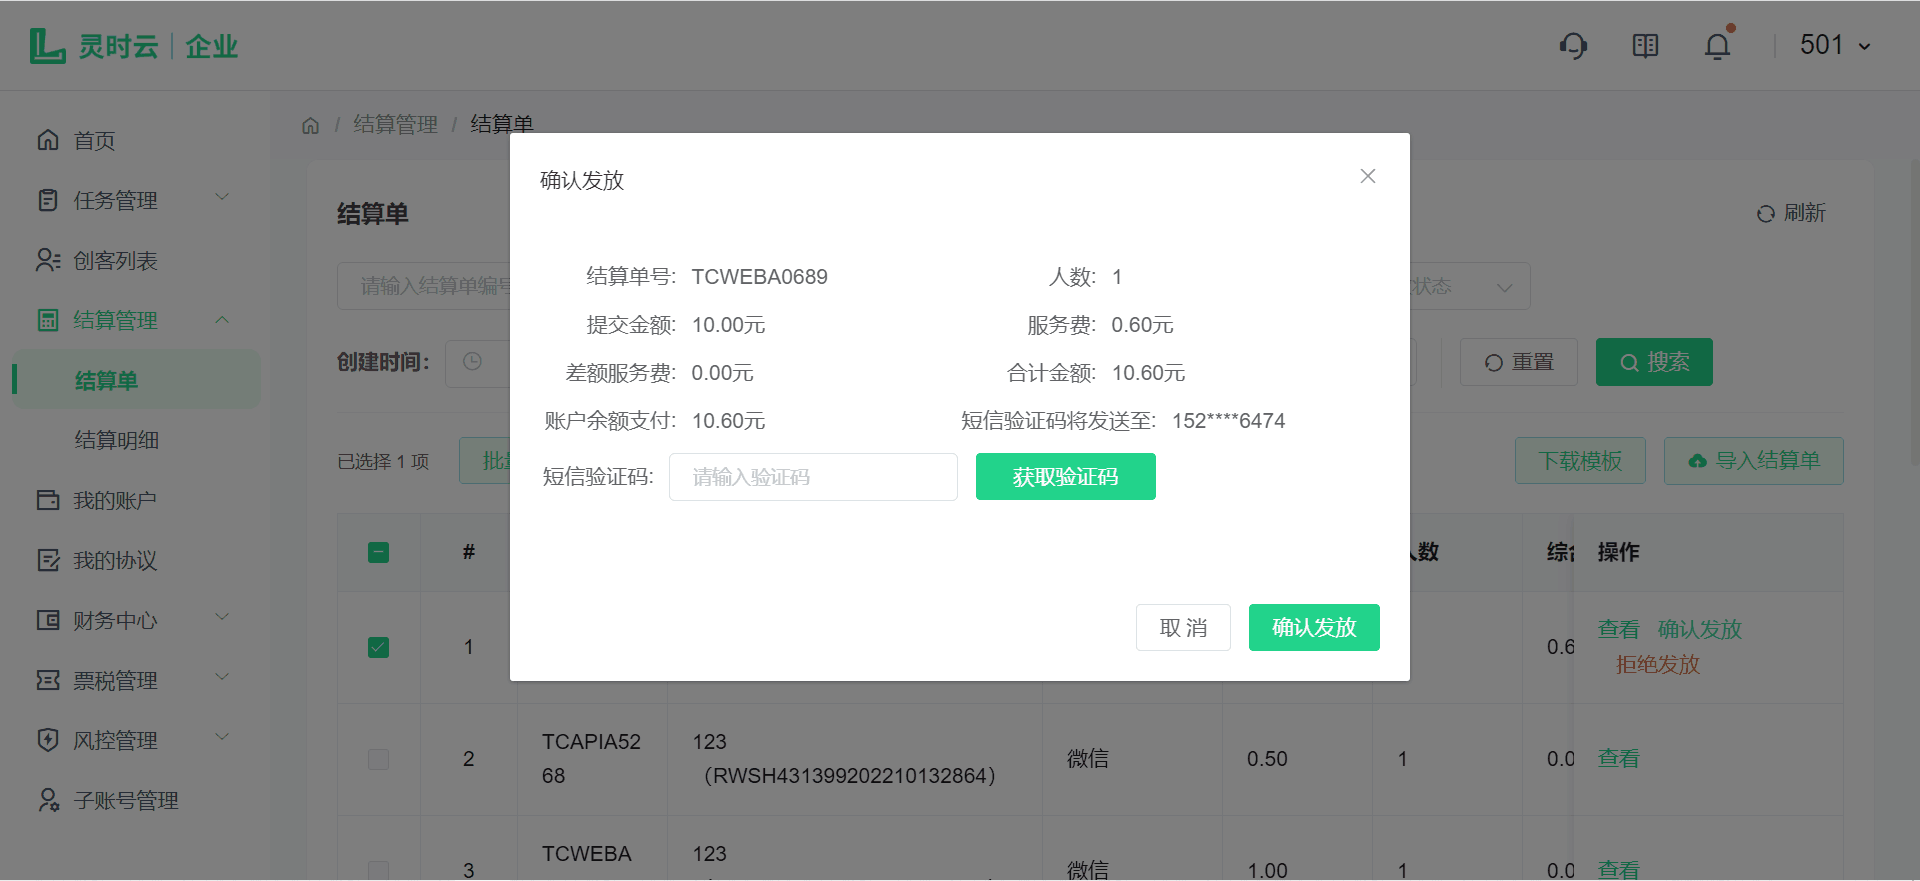 灵时云 企业
501
首页
任务管理
创客列表
结算管理
结算单
结算明细
我的账户
我的协议
财务中心
票税管理
风控管理
子账号管理
/ 结算管理 / 结算单
结算单
刷新
请输入结算单编号
状态
创建时间:
重置
搜索
已选择 1 项
批量
下载模板
导入结算单
#
人数
操作
1
0.6
查看 确认发放
拒绝发放
2
TCAPIA52
68
123
(RWSH431399202210132864)
微信
0.50
1
0.0
查看
3
TCWEBA
123
微信
1.00
1
0.0
查看
确认发放
结算单号: TCWEBA0689
人数: 1
提交金额: 10.00元
服务费: 0.60元
差额服务费: 0.00元
合计金额: 10.60元
账户余额支付: 10.60元
短信验证码将发送至: 152****6474
短信验证码: 请输入验证码
获取验证码
取 消
确认发放